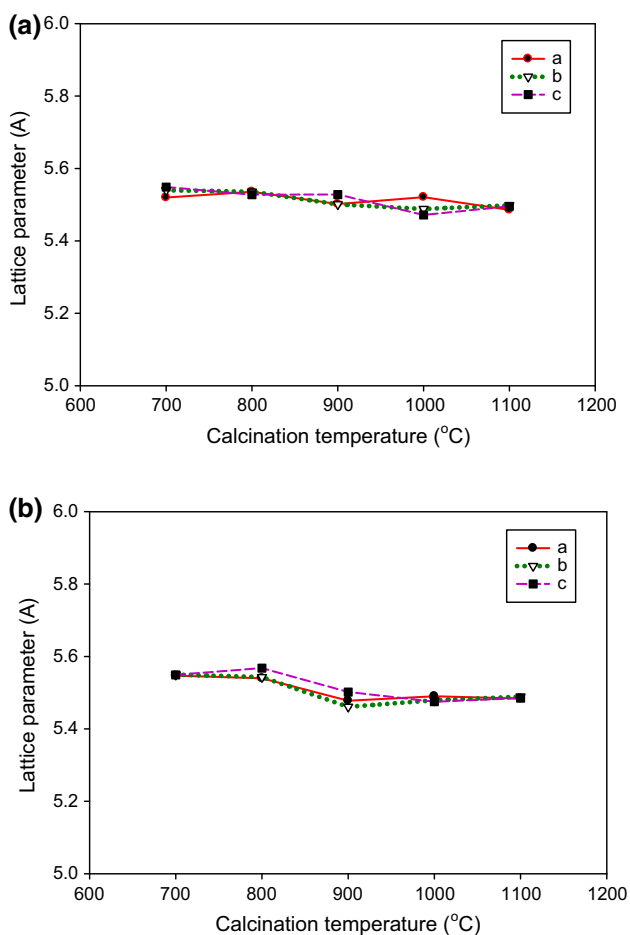 (a)
6.0
5.8
5.6
5.4
5.2
5.0
Lattice parameter (A)
a
b
c
600 700 800 900 1000 1100 1200
Calcination temperature (°C)
(b)
6.0
5.8
5.6
5.4
5.2
5.0
Lattice parameter (A)
a
b
c
600 700 800 900 1000 1100 1200
Calcination temperature (°C)